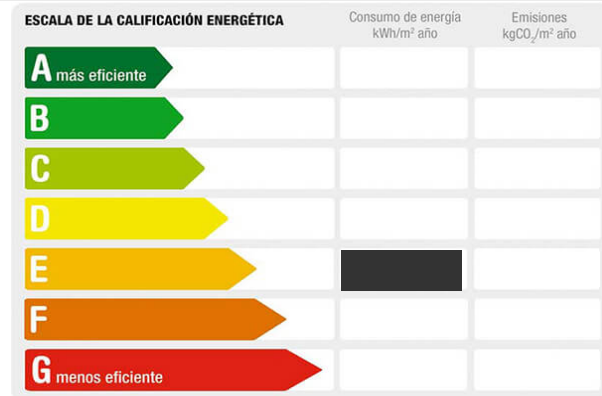 ESCALA DE LA CALIFICACIÓN ENERGÉTICA
Consumo de energía
kWh/m² año
Emisiones
kgCO₂/m² año
A más eficiente
B
C
D
E
F
G menos eficiente